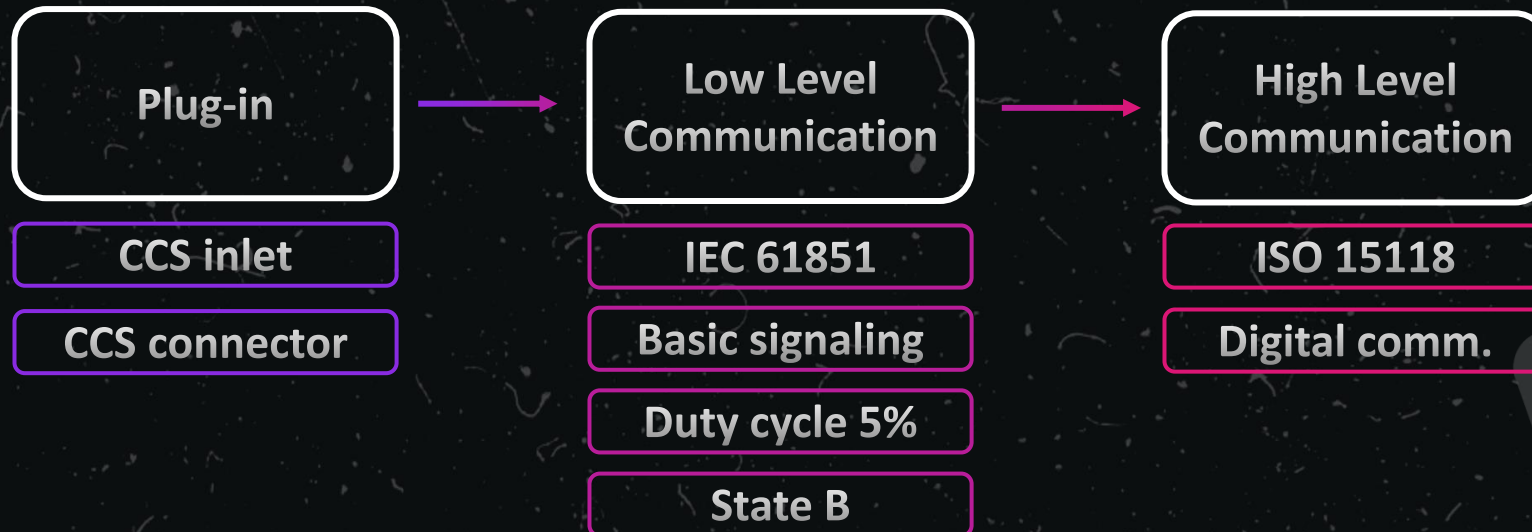 Plug-in
CCS inlet
CCS connector
Low Level
Communication
IEC 61851
Basic signaling
Duty cycle 5%
State B
High Level
Communication
ISO 15118
Digital comm.